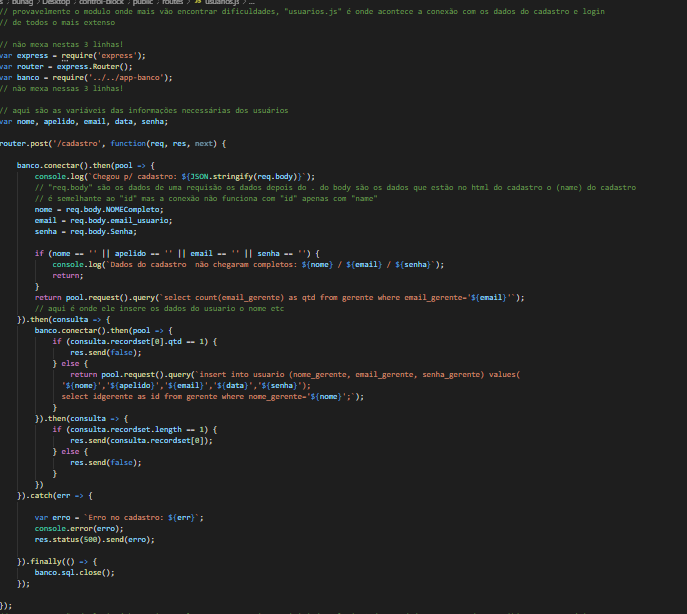 bunag > Desktop > control-block > public > routes > JS usuarios.js > ...
// provavelmente o modulo onde mais vão encontrar dificuldades, "usuarios.js" é onde acontece a conexão com os dados do cadastro e login
// de todos o mais extenso
// não mexa nestas 3 linhas!
var express = require('express');
var router = express.Router();
var banco = require('../../app-banco');
// não mexa nessas 3 linhas!
// aqui são as variáveis das informações necessárias dos usuários
var nome, apelido, email, data, senha;
router.post('/cadastro', function(req, res, next) {
banco.conectar().then(pool => {
console.log(`Chegou p/ cadastro: ${JSON.stringify(req.body)}`);
// "req.body" são os dados de uma requisão os dados depois do . do body são os dados que estão no html do cadastro o (name) do cadastro
// é semelhante ao "id" mas a conexão não funciona com "id" apenas com "name"
nome = req.body.NOMECompleto;
email = req.body.email_usuario;
senha = req.body.Senha;
if (nome == '' || apelido == '' || email == '' || senha == '') {
console.log(`Dados do cadastro  não chegaram completos: ${nome} / ${email} / ${senha}`);
return;
}
return pool.request().query(`select count(email_gerente) as qtd from gerente where email_gerente='${email}'`);
// aqui é onde ele insere os dados do usuario o nome etc
}).then(consulta => {
banco.conectar().then(pool => {
if (consulta.recordset[0].qtd == 1) {
res.send(false);
} else {
return pool.request().query(`insert into usuario (nome_gerente, email_gerente, senha_gerente) values(
'${nome}','${apelido}','${email}','${data}','${senha}');
select idgerente as id from gerente where nome_gerente='${nome}';`);
}
}).then(consulta => {
if (consulta.recordset.length == 1) {
res.send(consulta.recordset[0]);
} else {
res.send(false);
}
})
}).catch(err => {
var erro = `Erro no cadastro: ${err}`;
console.error(erro);
res.status(500).send(erro);
}).finally(() => {
banco.sql.close();
});
});